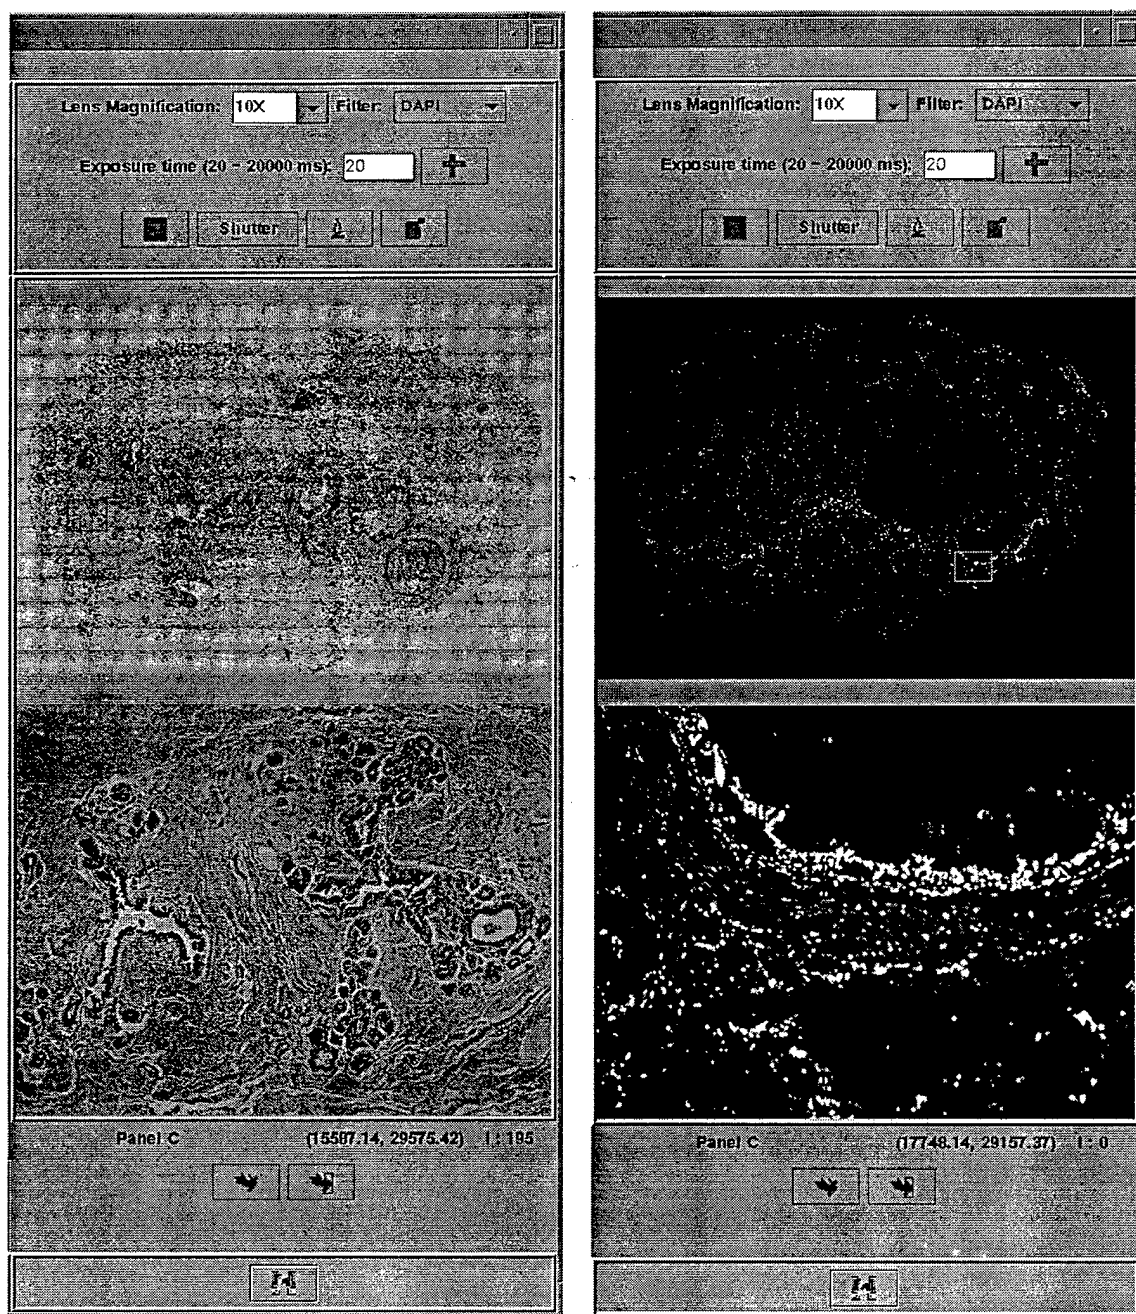 Lens Magnification: 10X Filter: DAPI
Exposure time (20 - 20000 ms): 20
Shutter
Panel C (15587.14, 29575.42) I: 195
Lens Magnification: 10X Filter: DAPI
Exposure time (20 - 20000 ms): 20
Shutter
Panel C (17748.14, 29157.37) I: 0